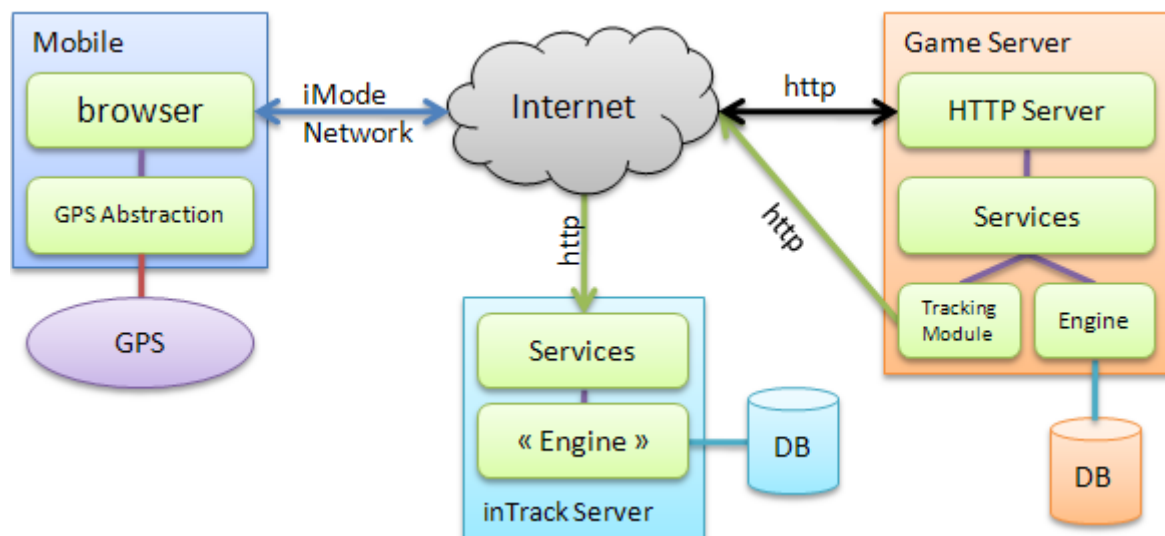 Mobile
browser
GPS Abstraction
GPS
iMode
Network
Internet
http
http
http
Services
« Engine »
inTrack Server
DB
Game Server
HTTP Server
Services
Tracking
Module
Engine
DB